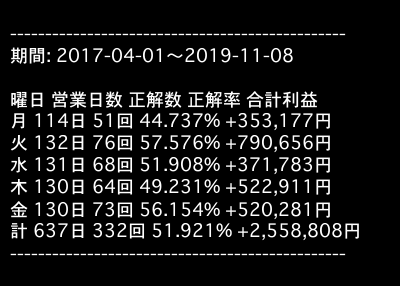 ------------------------------------------------
期間: 2017-04-01〜2019-11-08
曜日 営業日数 正解数 正解率 合計利益
月 114日 51回 44.737% +353,177円
火 132日 76回 57.576% +790,656円
水 131日 68回 51.908% +371,783円
木 130日 64回 49.231% +522,911円
金 130日 73回 56.154% +520,281円
計 637日 332回 51.921% +2,558,808円
------------------------------------------------